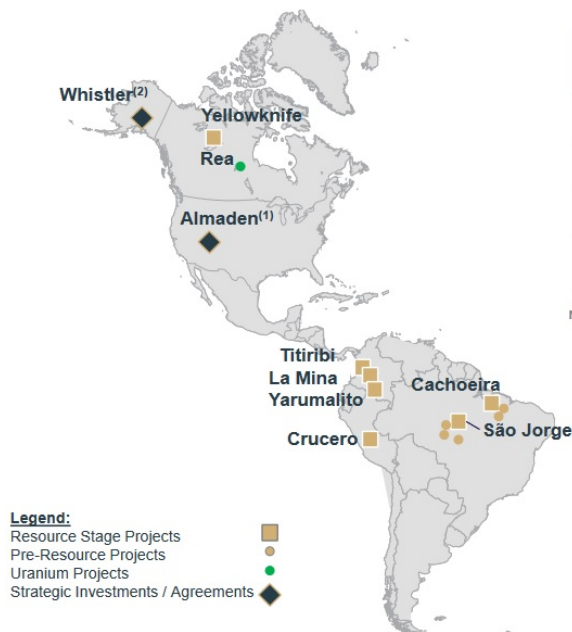 Whistler(2)
Yellowknife
Rea
Almaden(1)
Titiribi
La Mina
Yarumalito
Cachoeira
São Jorge
Crucero
Legend:
Resource Stage Projects
Pre-Resource Projects
Uranium Projects
Strategic Investments / Agreements